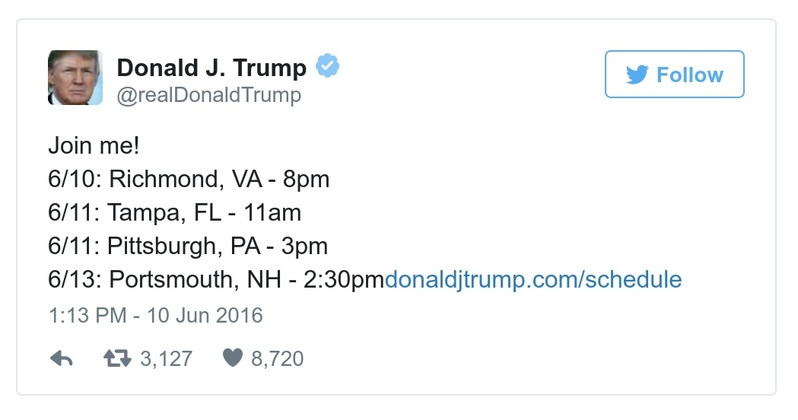 Donald J. Trump
@realDonaldTrump
Follow
Join me!
6/10: Richmond, VA - 8pm
6/11: Tampa, FL - 11am
6/11: Pittsburgh, PA - 3pm
6/13: Portsmouth, NH - 2:30pmdonaldjtrump.com/schedule
1:13 PM - 10 Jun 2016
3,127 8,720